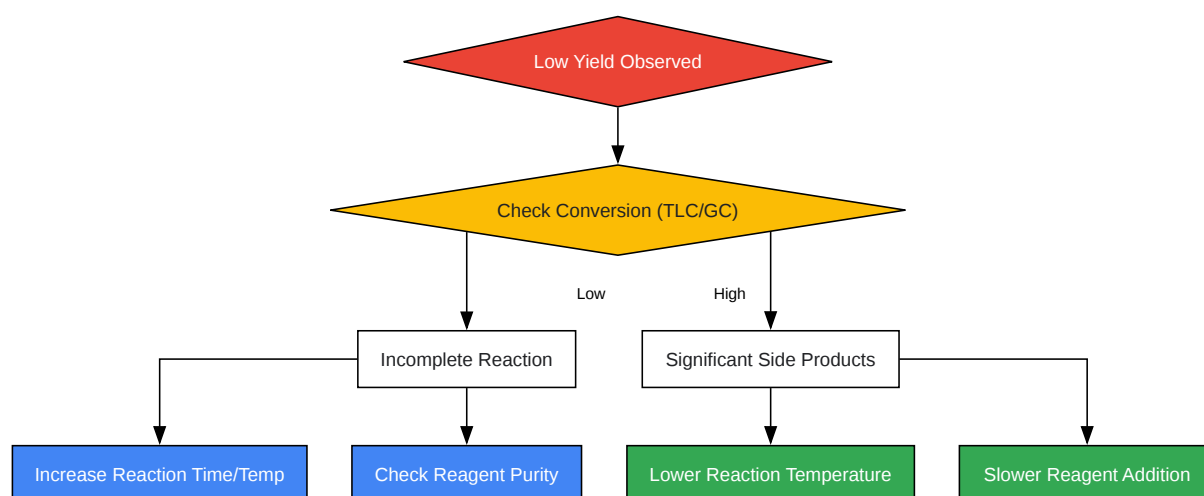 Low Yield Observed
Check Conversion (TLC/GC)
Low
High
Incomplete Reaction
Significant Side Products
Increase Reaction Time/Temp
Check Reagent Purity
Lower Reaction Temperature
Slower Reagent Addition